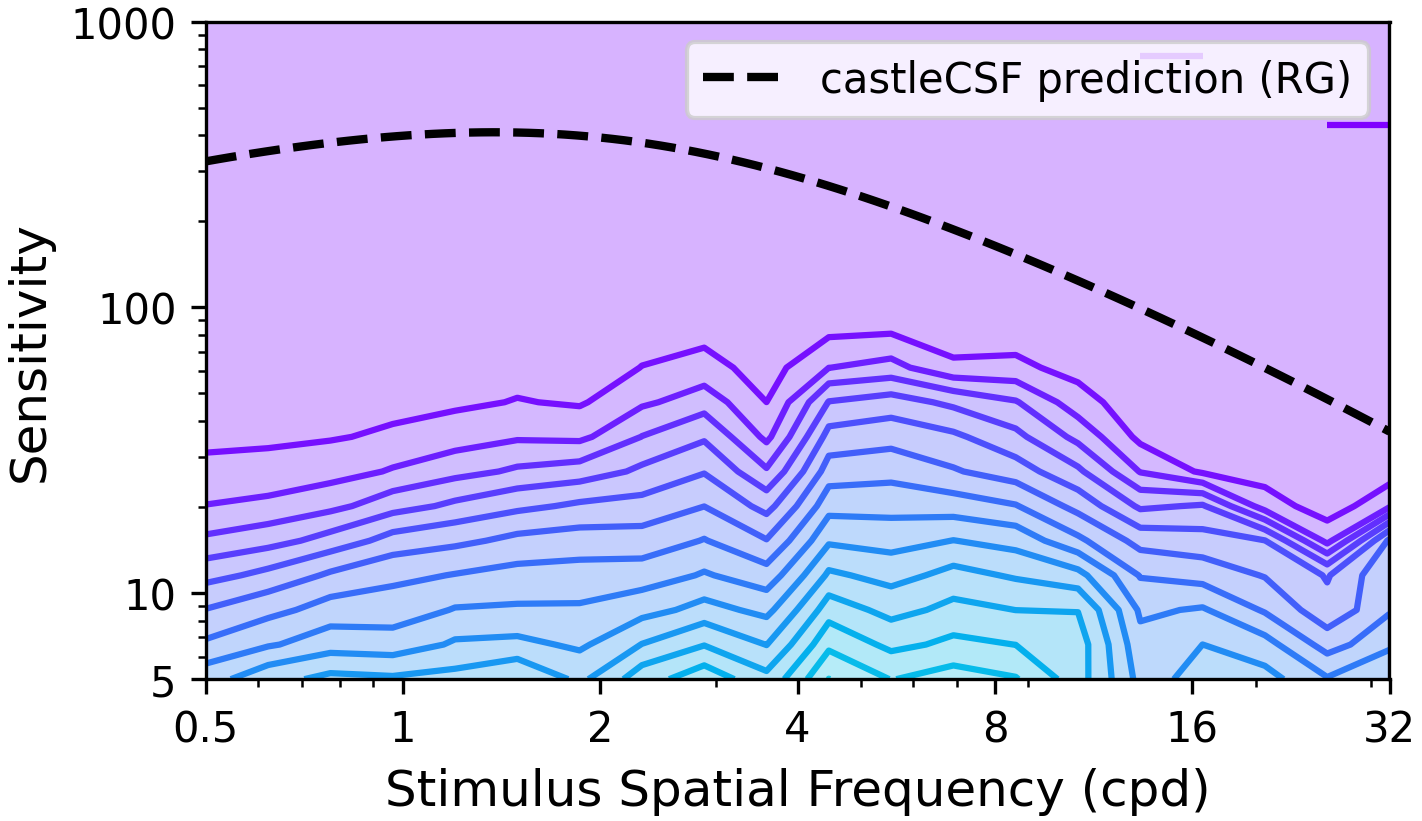 1000
castleCSF prediction (RG)
100
10
5
Sensitivity
0.5 1 2 4 8 16 32
Stimulus Spatial Frequency (cpd)